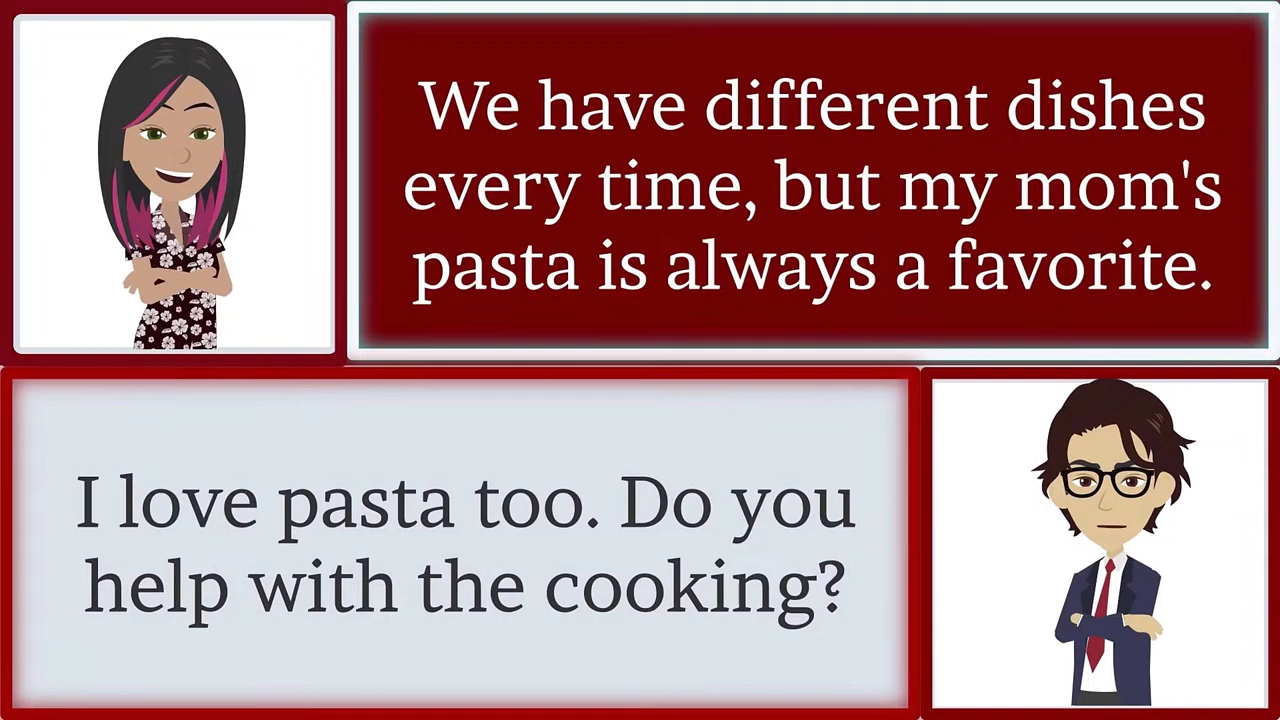 We have different dishes
every time, but my mom's
pasta is always a favorite.
I love pasta too. Do you
help with the cooking?